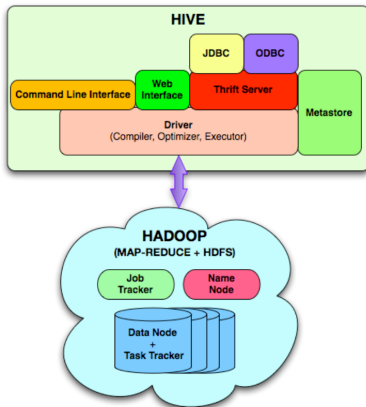 HIVE
JDBC
ODBC
Command Line Interface
Web
Interface
Thrift Server
Metastore
Driver
(Compiler, Optimizer, Executor)
HADOOP
(MAP-REDUCE + HDFS)
Job
Tracker
Name
Node
Data Node
+
Task Tracker